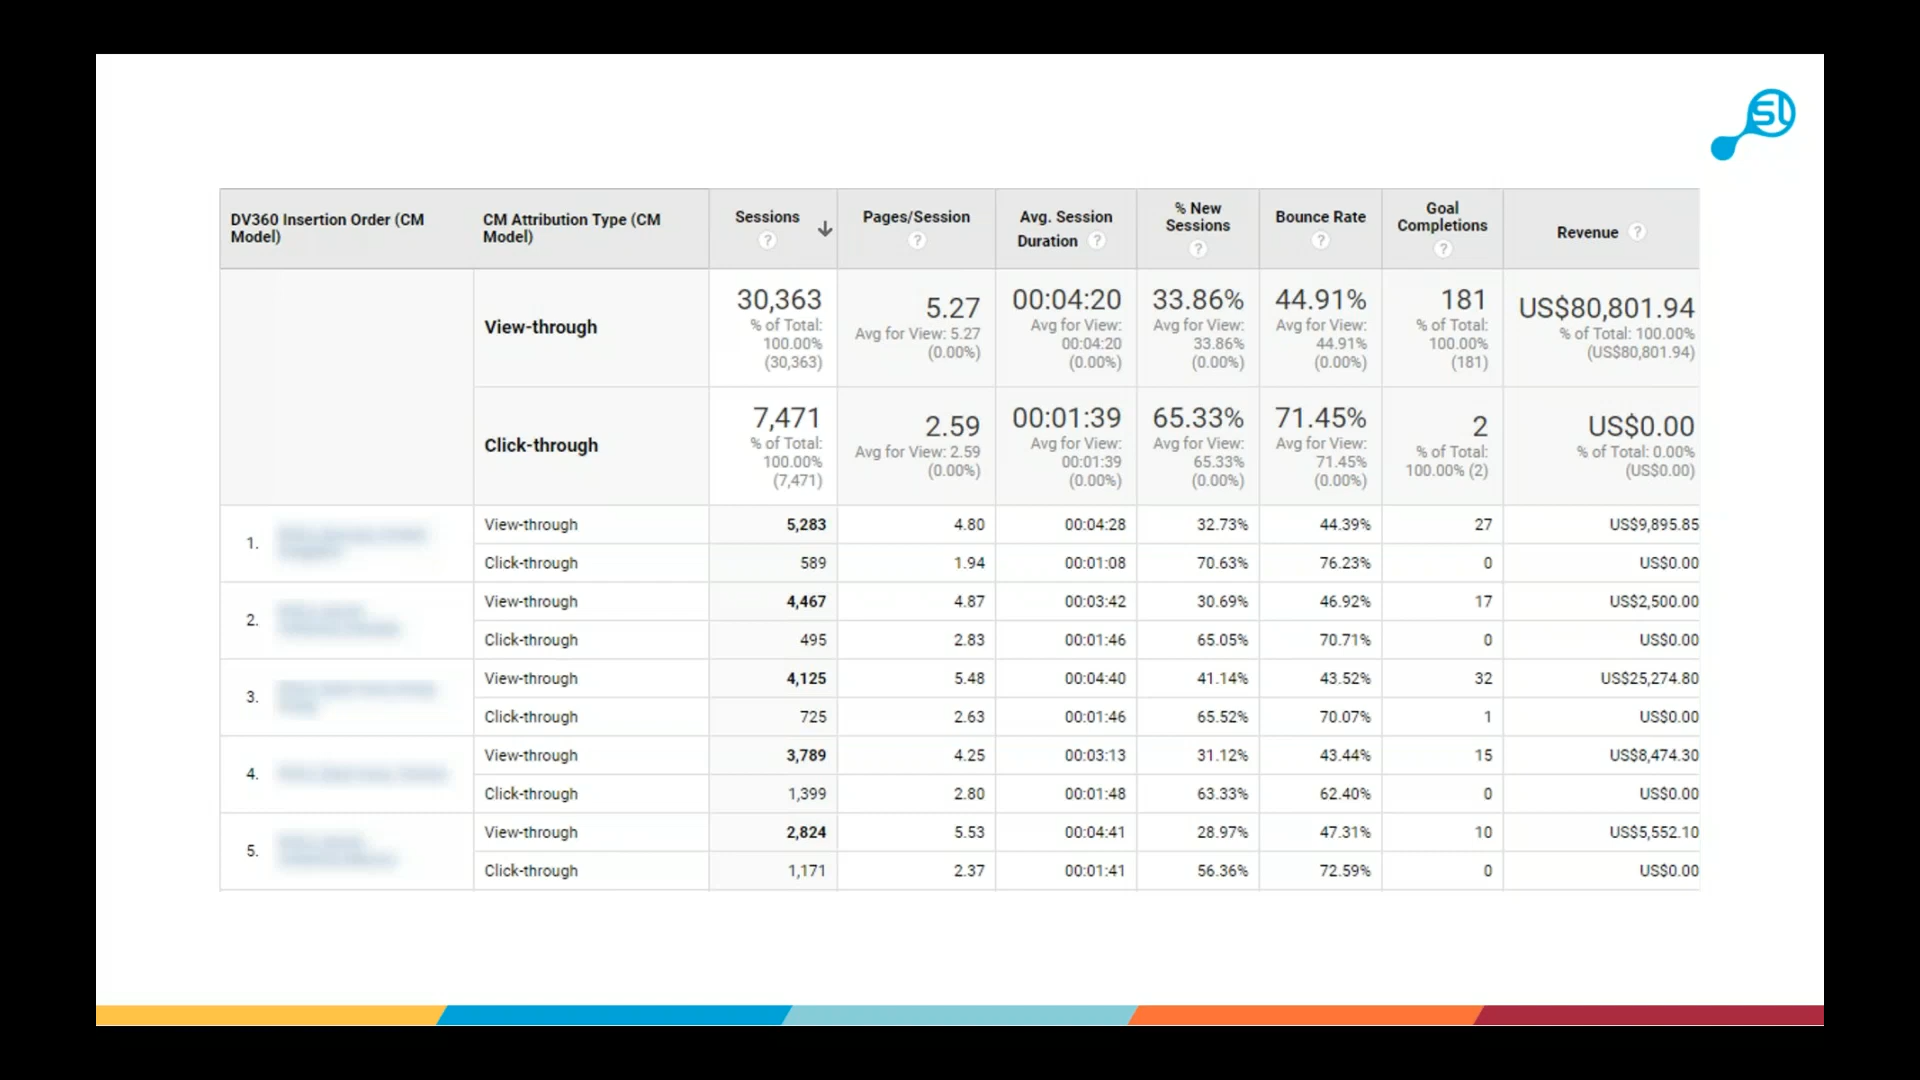 SL
DV360 Insertion Order (CM
Model)
CM Attribution Type (CM
Model)
Sessions
?
Pages/Session
?
Avg. Session
Duration ?
% New
Sessions
?
Bounce Rate
?
Goal
Completions
?
Revenue ?
View-through
30,363
% of Total:
100.00%
(30,363)
5.27
Avg for View: 5.27
(0.00%)
00:04:20
Avg for View:
00:04:20
(0.00%)
33.86%
Avg for View:
33.86%
(0.00%)
44.91%
Avg for View:
44.91%
(0.00%)
181
% of Total:
100.00%
(181)
US$80,801.94
% of Total: 100.00%
(US$80,801.94)
Click-through
7,471
% of Total:
100.00%
(7,471)
2.59
Avg for View: 2.59
(0.00%)
00:01:39
Avg for View:
00:01:39
(0.00%)
65.33%
Avg for View:
65.33%
(0.00%)
71.45%
Avg for View:
71.45%
(0.00%)
2
% of Total:
100.00% (2)
US$0.00
% of Total: 0.00%
(US$0.00)
1.
View-through 5,283 4.80 00:04:28 32.73% 44.39% 27 US$9,895.85
Click-through 589 1.94 00:01:08 70.63% 76.23% 0 US$0.00
2.
View-through 4,467 4.87 00:03:42 30.69% 46.92% 17 US$2,500.00
Click-through 495 2.83 00:01:46 65.05% 70.71% 0 US$0.00
3.
View-through 4,125 5.48 00:04:40 41.14% 43.52% 32 US$25,274.80
Click-through 725 2.63 00:01:46 65.52% 70.07% 1 US$0.00
4.
View-through 3,789 4.25 00:03:13 31.12% 43.44% 15 US$8,474.30
Click-through 1,399 2.80 00:01:48 63.33% 62.40% 0 US$0.00
5.
View-through 2,824 5.53 00:04:41 28.97% 47.31% 10 US$5,552.10
Click-through 1,171 2.37 00:01:41 56.36% 72.59% 0 US$0.00